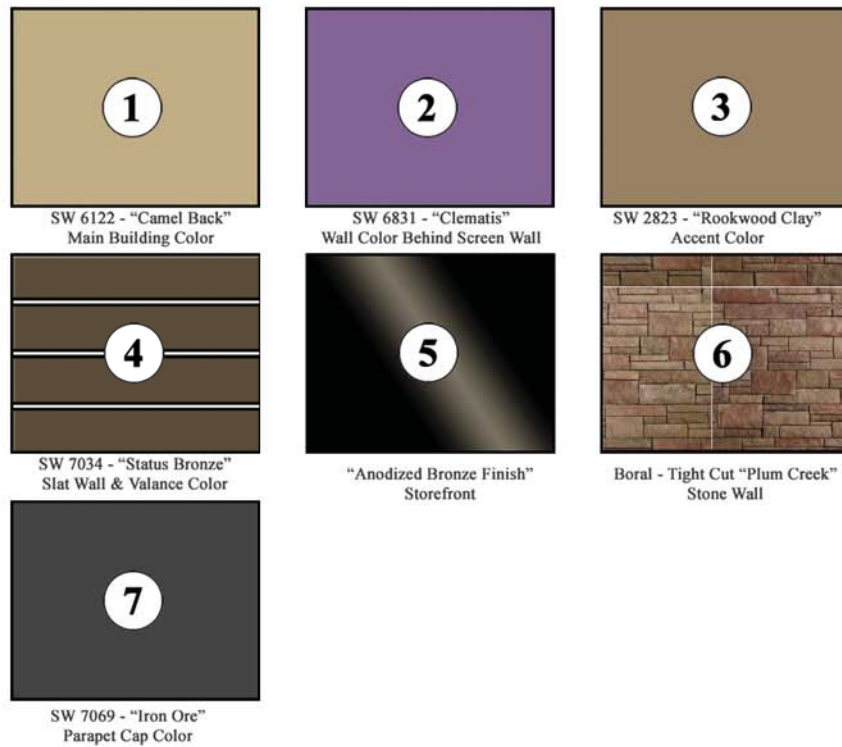 1
2
3
SW 6122 - “Camel Back”
Main Building Color
SW 6831 - “Clematis”
Wall Color Behind Screen Wall
SW 2823 - “Rookwood Clay”
Accent Color
4
5
6
SW 7034 - “Status Bronze”
Slat Wall & Valance Color
“Anodized Bronze Finish”
Storefront
Boral - Tight Cut “Plum Creek”
Stone Wall
7
SW 7069 - “Iron Ore”
Parapet Cap Color